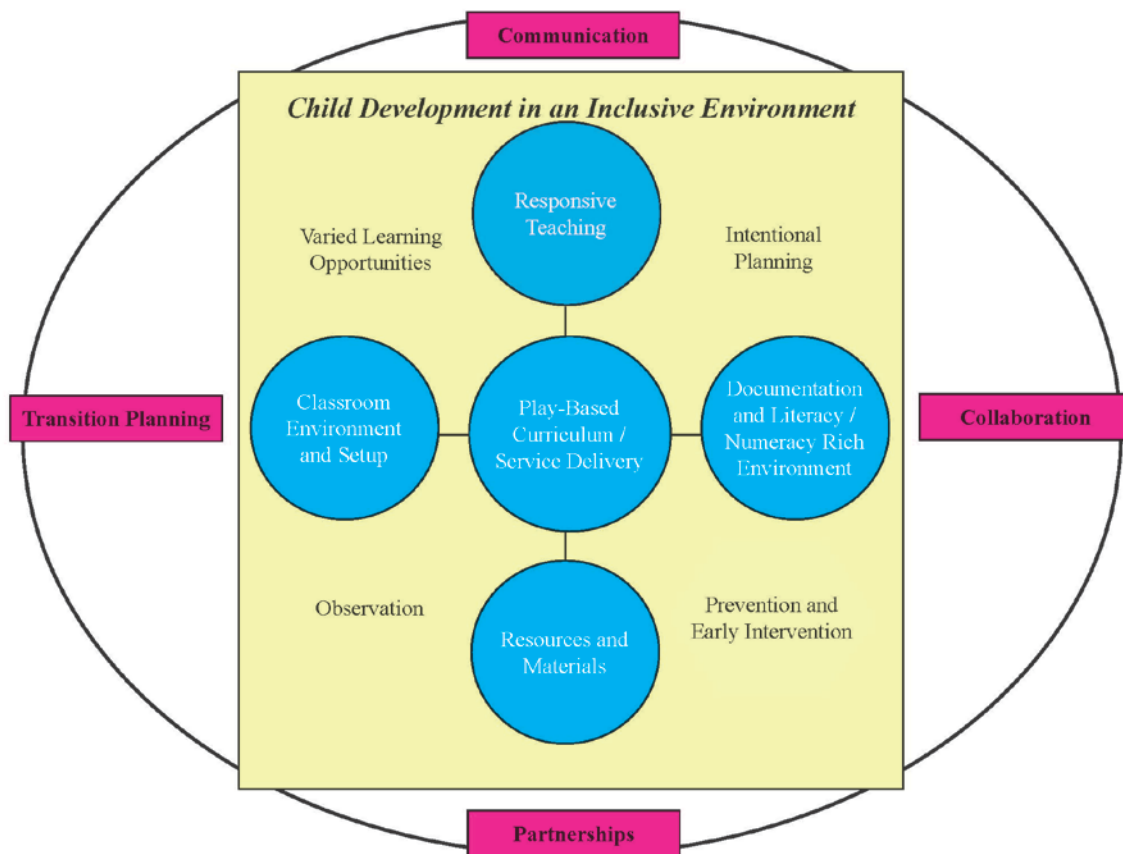 Communication
Child Development in an Inclusive Environment
Responsive
Teaching
Varied Learning
Opportunities
Intentional
Planning
Transition Planning
Classroom
Environment
and Setup
Play-Based
Curriculum /
Service Delivery
Documentation
and Literacy /
Numeracy Rich
Environment
Collaboration
Observation
Resources and
Materials
Prevention and
Early Intervention
Partnerships